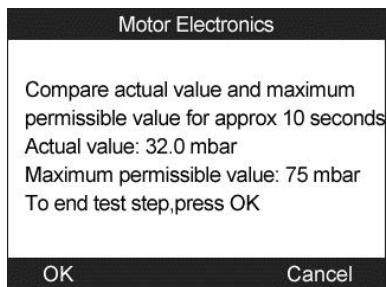 Motor Electronics
Compare actual value and maximum
permissible value for approx 10 seconds
Actual value: 32.0 mbar
Maximum permissible value: 75 mbar
To end test step,press OK
OK Cancel